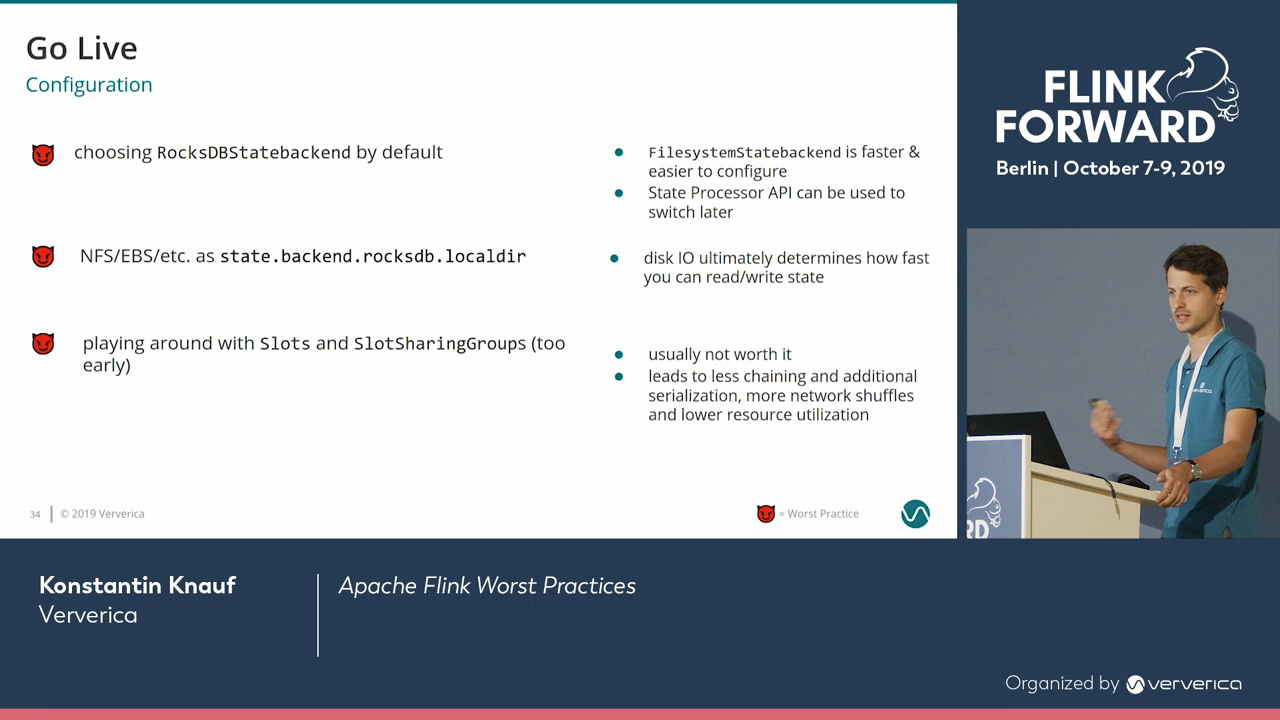 Go Live
Configuration
choosing RocksDBStatebackend by default
FilesystemStatebackend is faster &
easier to configure
State Processor API can be used to
switch later
NFS/EBS/etc. as state.backend.rocksdb.localdir
disk IO ultimately determines how fast
you can read/write state
playing around with Slots and SlotSharingGroups (too
early)
usually not worth it
leads to less chaining and additional
serialization, more network shuffles
and lower resource utilization
34
© 2019 Ververica
= Worst Practice
FLINK
FORWARD
Berlin | October 7-9, 2019
ververica
RD
Konstantin Knauf
Ververica
Apache Flink Worst Practices
Organized by ververica